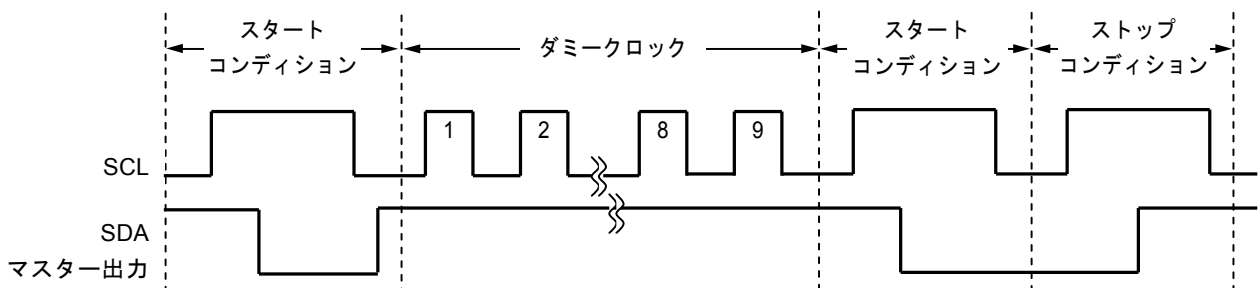 スタート
コンディション
ダミークロック
スタート
コンディション
ストップ
コンディション
SCL
1 2 8 9
SDA
マスター出力